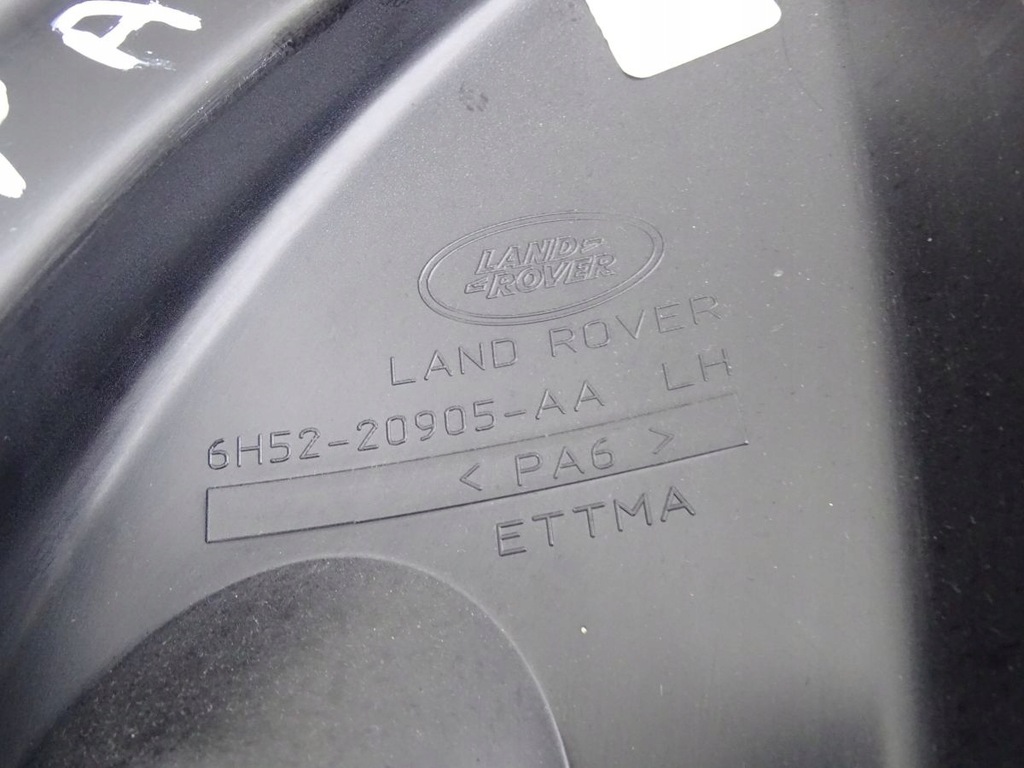 A
LAND-
-ROVER
LAND ROVER
6H52-20905-AA LH
< PA6 >
ETTMA